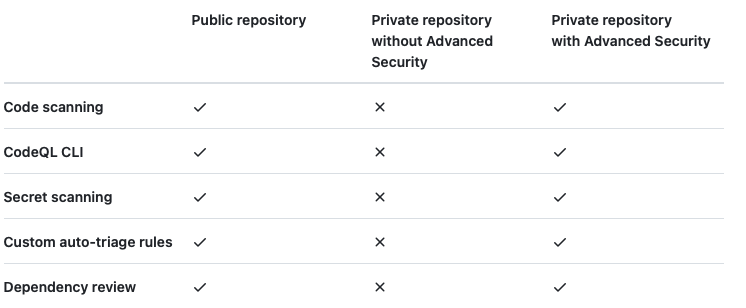 Public repository
Private repository
without Advanced
Security
Private repository
with Advanced Security
Code scanning ✓ ✕ ✓
CodeQL CLI ✓ ✕ ✓
Secret scanning ✓ ✕ ✓
Custom auto-triage rules ✓ ✕ ✓
Dependency review ✓ ✕ ✓